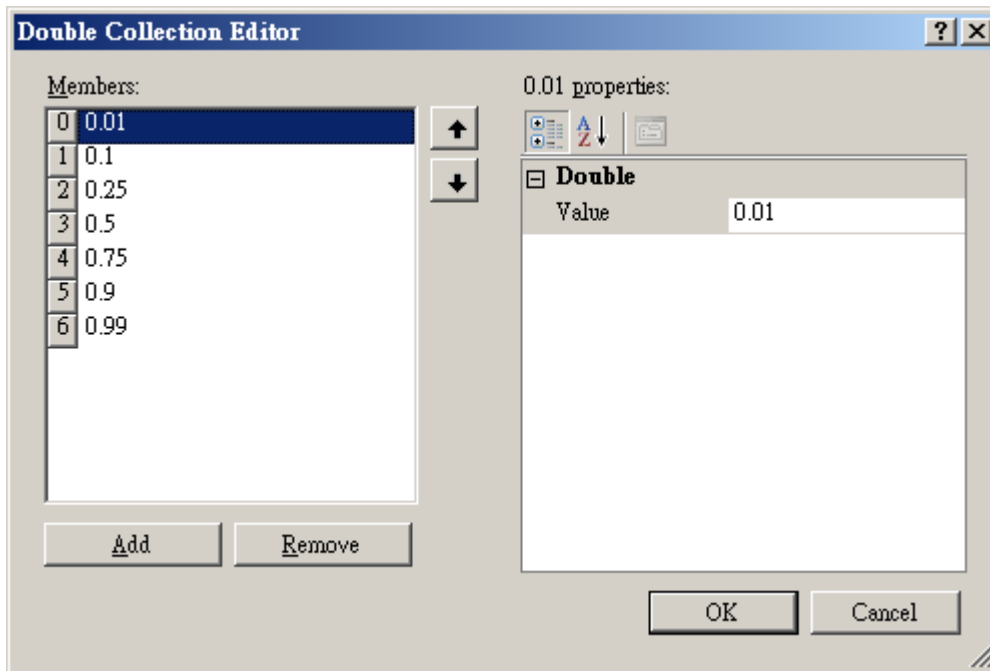 Double Collection Editor
Members:
0 0.01
1 0.1
2 0.25
3 0.5
4 0.75
5 0.9
6 0.99
Add Remove
0.01 properties:
A
Z
Double
Value 0.01
OK Cancel